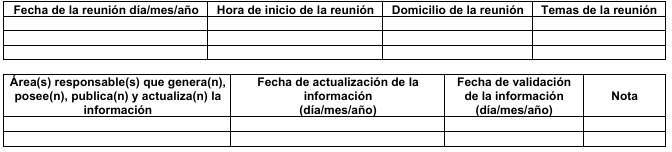 Fecha de la reunión día/mes/año) Hora de inicio de la reunión Domicilio de la reunión Temas de la reunión
Área(s) responsable(s) que genera(n),
posee(n), publica(n) y actualiza(n) la
información
Fecha de actualización de la
información
(día/mes/año)
Fecha de validación
de la información
(día/mes/año)
Nota